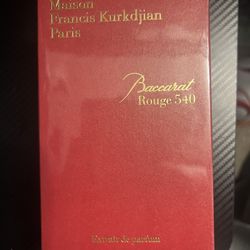 Maison
Francis Kurkdjian
Paris
Baccarat
Rouge 540
Extrait de parfum